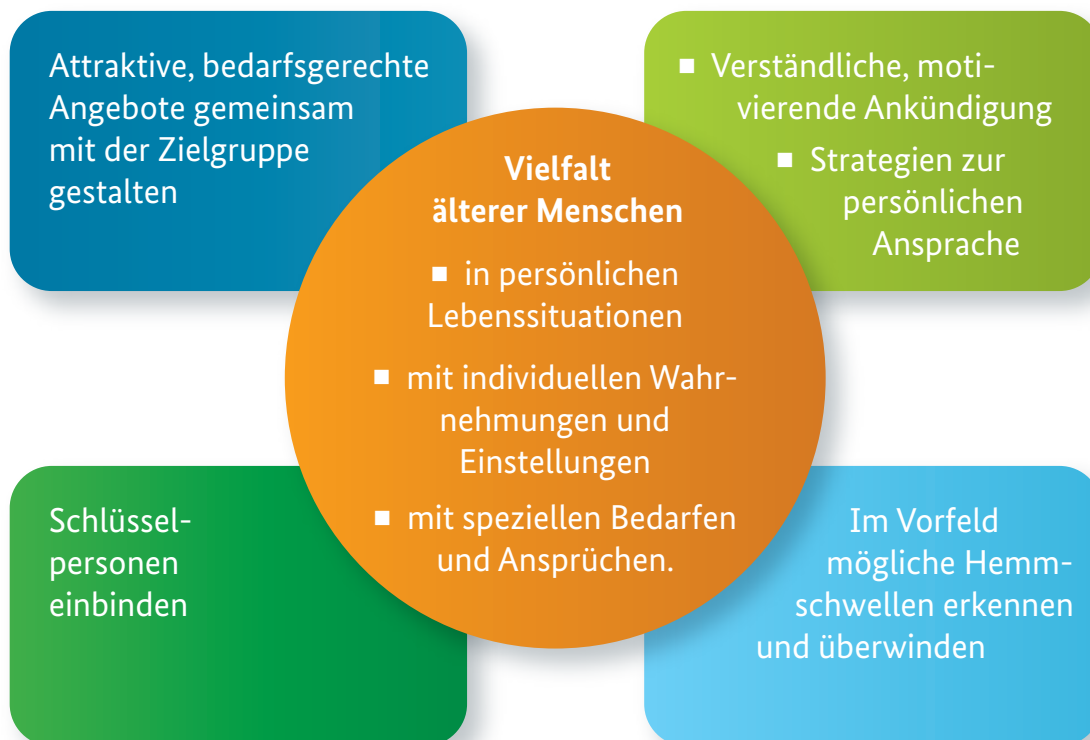 Attraktive, bedarfsgerechte
Angebote gemeinsam
mit der Zielgruppe
gestalten
■ Verständliche, moti-
vierende Ankündigung
■ Strategien zur
persönlichen
Ansprache
Vielfalt
älterer Menschen
■ in persönlichen
Lebenssituationen
■ mit individuellen Wahr-
nehmungen und
Einstellungen
■ mit speziellen Bedarfen
und Ansprüchen.
Schlüssel-
personen
einbinden
Im Vorfeld
mögliche Hemm-
schwellen erkennen
und überwinden